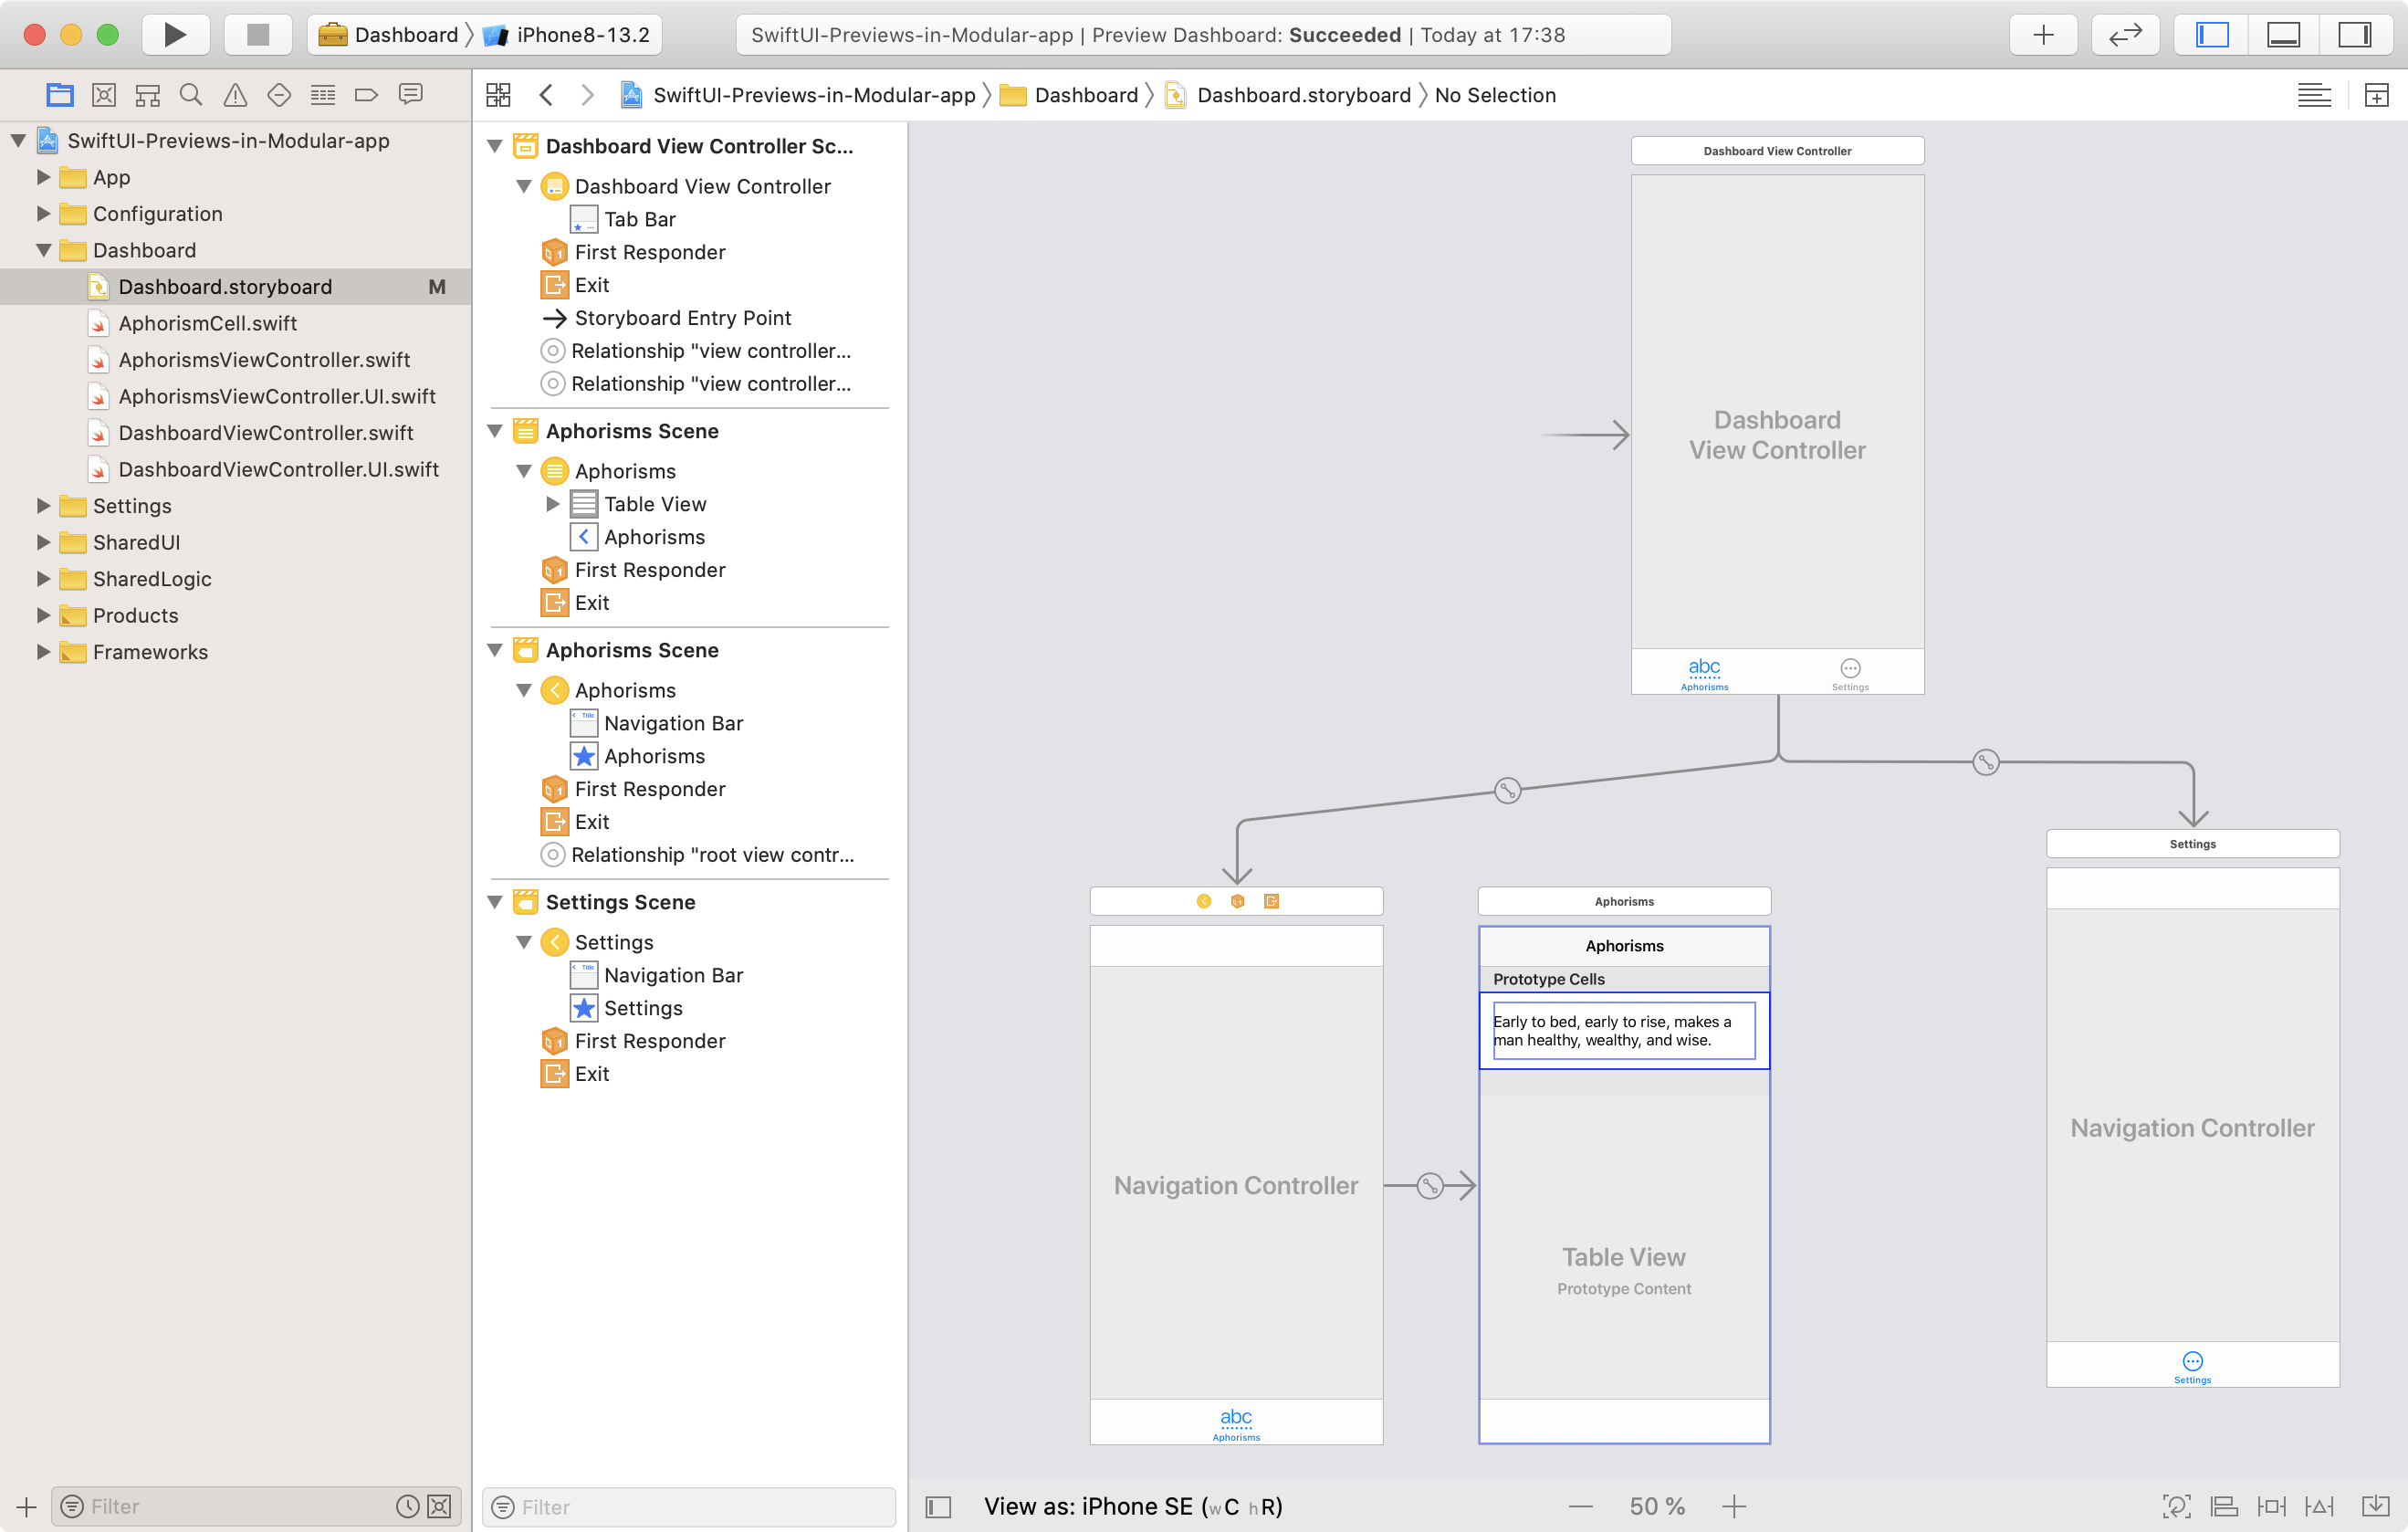 Dashboard
iPhone8-13.2
SwiftUI-Previews-in-Modular-app | Preview Dashboard: Succeeded | Today at 17:38
SwiftUI-Previews-in-Modular-app
Dashboard
Dashboard.storyboard
No Selection
SwiftUI-Previews-in-Modular-app
App
Configuration
Dashboard
Dashboard.storyboard M
AphorismCell.swift
AphorismsViewController.swift
AphorismsViewController.UI.swift
DashboardViewController.swift
DashboardViewController.UI.swift
Settings
SharedUI
SharedLogic
Products
Frameworks
Filter
Dashboard View Controller Sc...
Dashboard View Controller
Tab Bar
First Responder
Exit
Storyboard Entry Point
Relationship "view controller...
Relationship "view controller...
Aphorisms Scene
Aphorisms
Table View
Aphorisms
First Responder
Exit
Aphorisms Scene
Aphorisms
Title
Navigation Bar
Aphorisms
First Responder
Exit
Relationship "root view contr...
Settings Scene
Settings
Title
Navigation Bar
Settings
First Responder
Exit
Filter
Dashboard View Controller
Dashboard
View Controller
abc
Aphorisms
Settings
Navigation Controller
abc
Aphorisms
Aphorisms
Aphorisms
Prototype Cells
Early to bed, early to rise, makes a
man healthy, wealthy, and wise.
Table View
Prototype Content
Settings
Navigation Controller
Settings
View as: iPhone SE (wC hR)
50 %